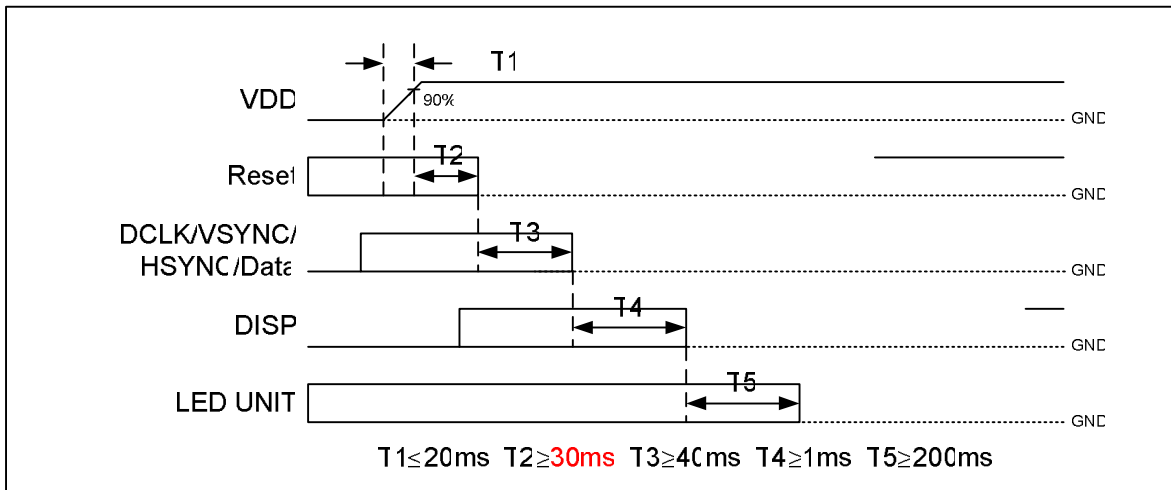 T1
VDD
90%
GND
T2
Reset
GND
DCLK/VSYNC/
HSYNC/Data
T3
GND
T4
DISP
GND
T5
LED UNIT
GND
T1≤20ms T2≥30ms T3≥40ms T4≥1ms T5≥200ms